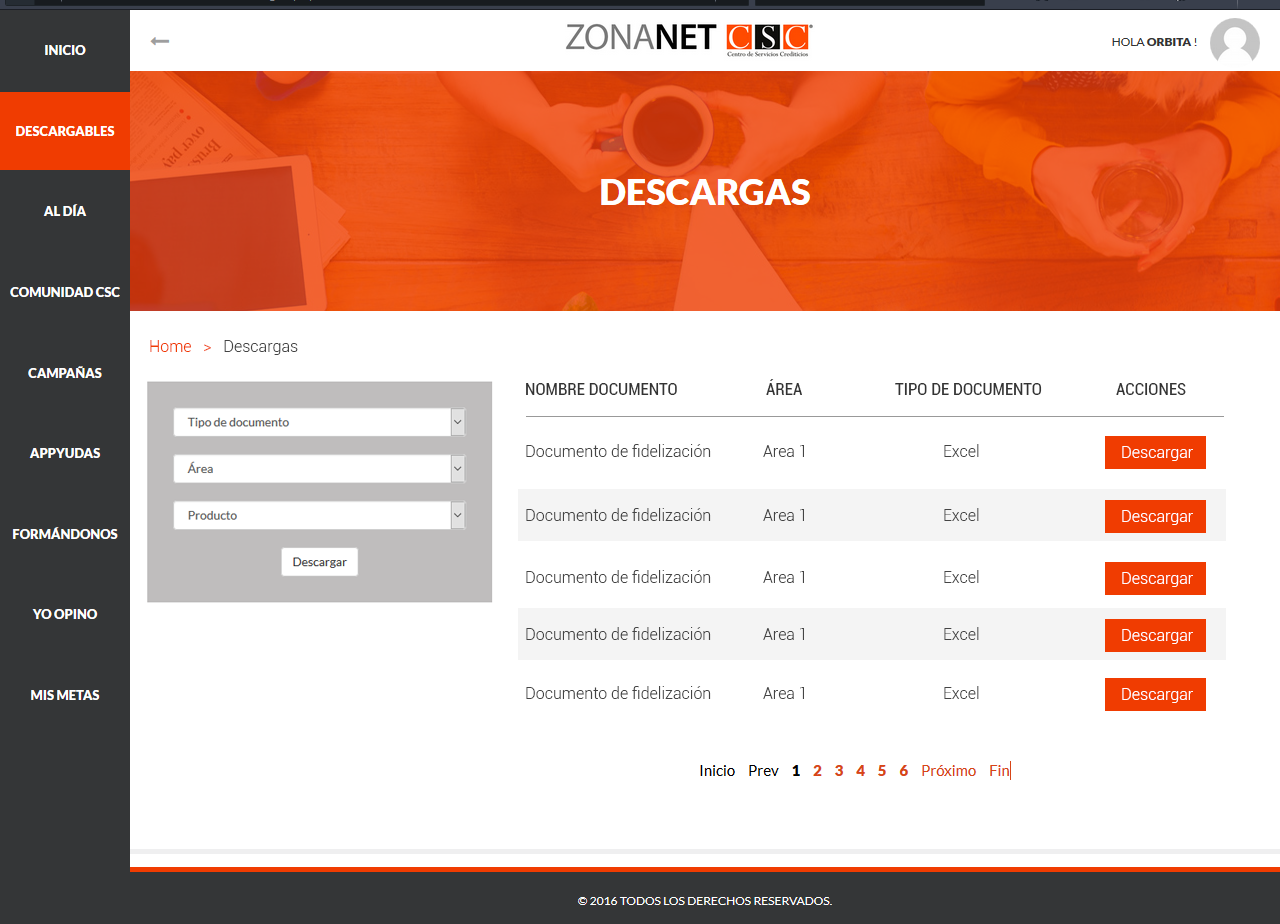 INICIO
DESCARGABLES
AL DÍA
COMUNIDAD CSC
CAMPAÑAS
APPYUDAS
FORMÁNDONOS
YO OPINO
MIS METAS
ZONANET CSC
Centro de Servicios Crediticios
HOLA ORBITA !
DESCARGAS
Home > Descargas
Tipo de documento
Área
Producto
Descargar
NOMBRE DOCUMENTO ÁREA TIPO DE DOCUMENTO ACCIONES
Documento de fidelización Area 1 Excel Descargar
Documento de fidelización Area 1 Excel Descargar
Documento de fidelización Area 1 Excel Descargar
Documento de fidelización Area 1 Excel Descargar
Documento de fidelización Area 1 Excel Descargar
Inicio Prev 1 2 3 4 5 6 Próximo Fin
© 2016 TODOS LOS DERECHOS RESERVADOS.